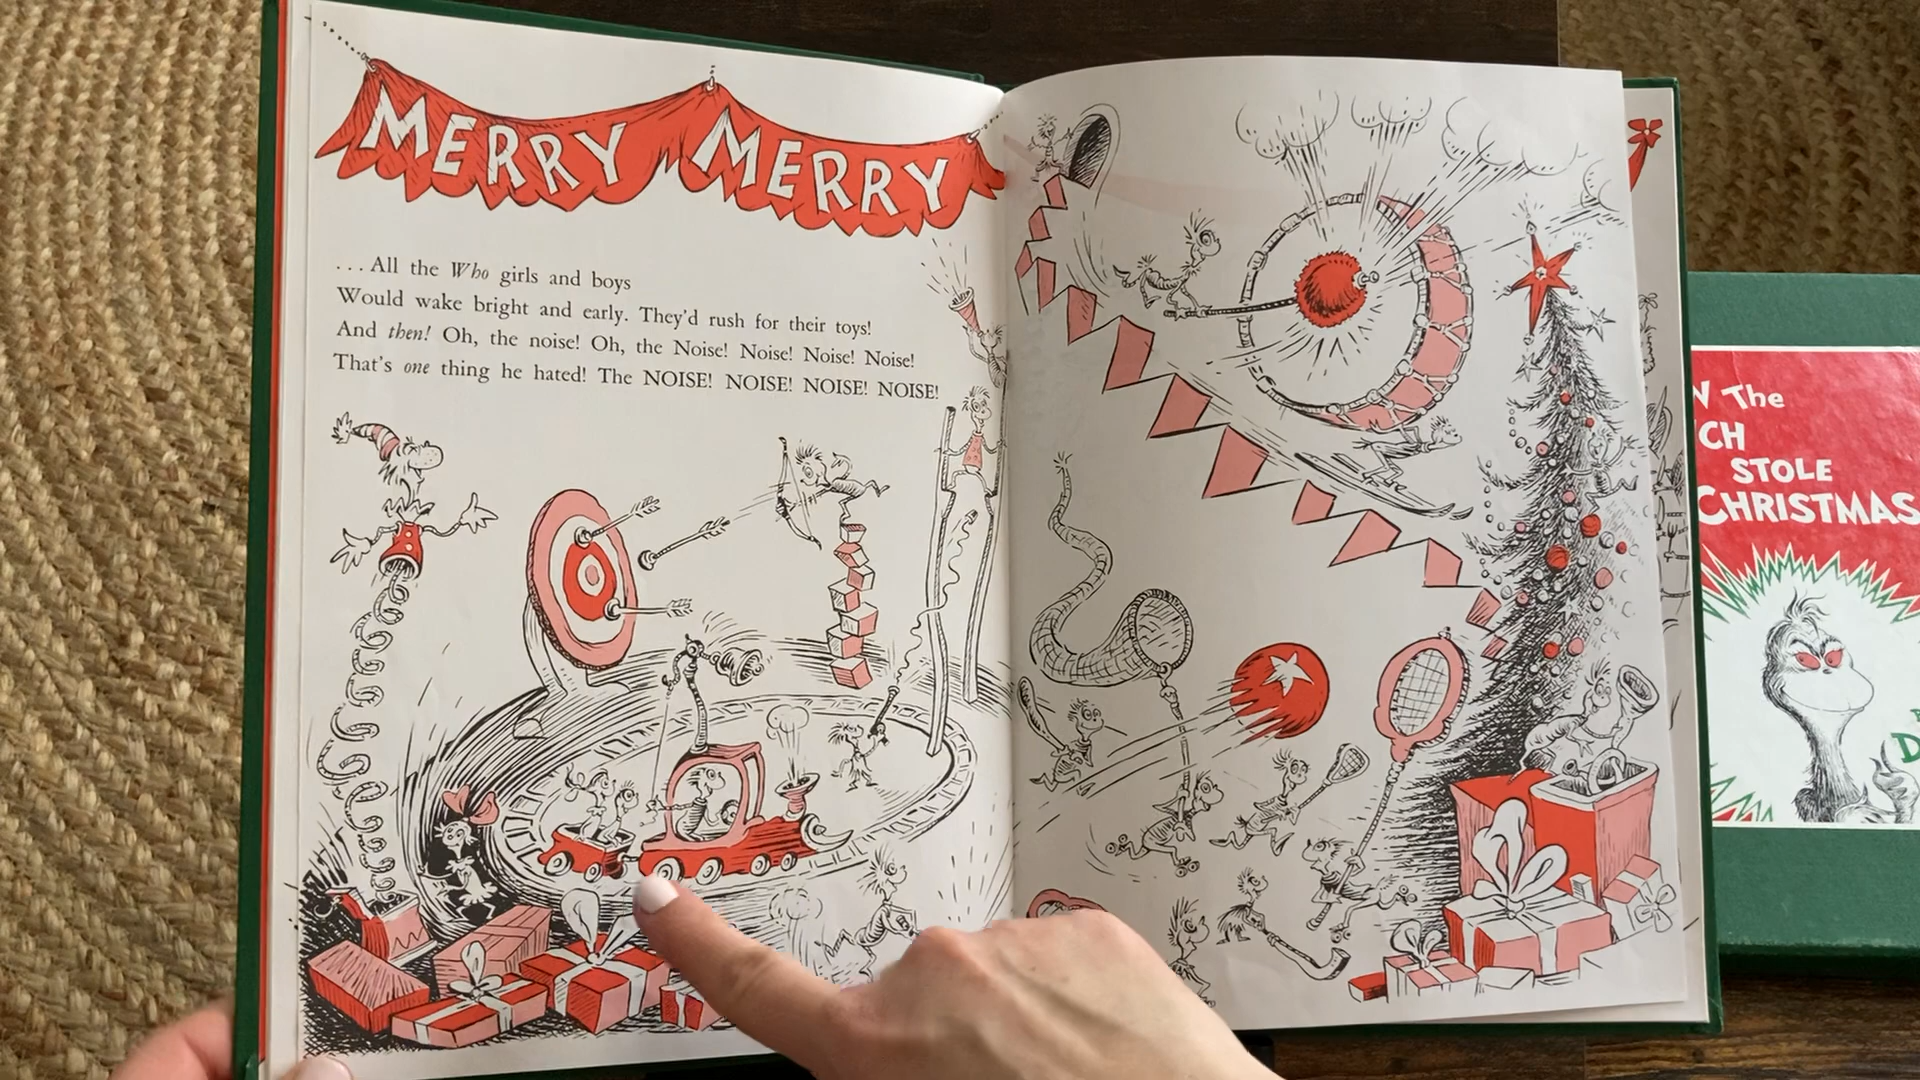 MERRY MERRY
...All the Who girls and boys
Would wake bright and early. They'd rush for their toys!
And then! Oh, the noise! Oh, the Noise! Noise! Noise! Noise!
That's one thing he hated! The NOISE! NOISE! NOISE! NOISE!
The
CH
STOLE
CHRISTMAS